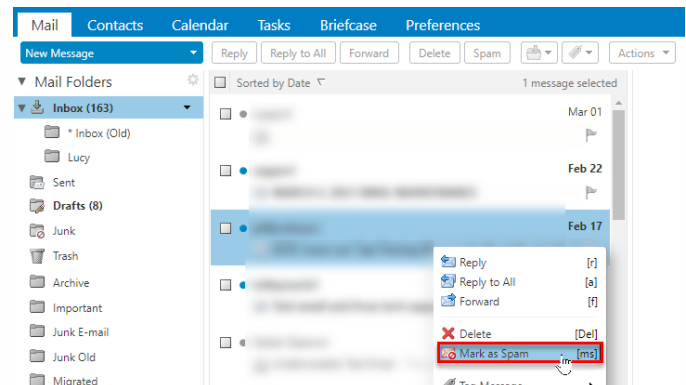 Mail Contacts Calendar Tasks Briefcase Preferences
New Message Reply Reply to All Forward Delete Spam Actions
Mail Folders Sorted by Date 1 message selected
Inbox (163) Mar 01
* Inbox (Old)
Lucy Feb 22
Sent
Drafts (8)
Junk Feb 17
Trash
Reply [r]
Archive Reply to All [a]
Important Forward [f]
Junk E-mail Delete [Del]
Junk Old Mark as Spam [ms]
Migrated Tag Message